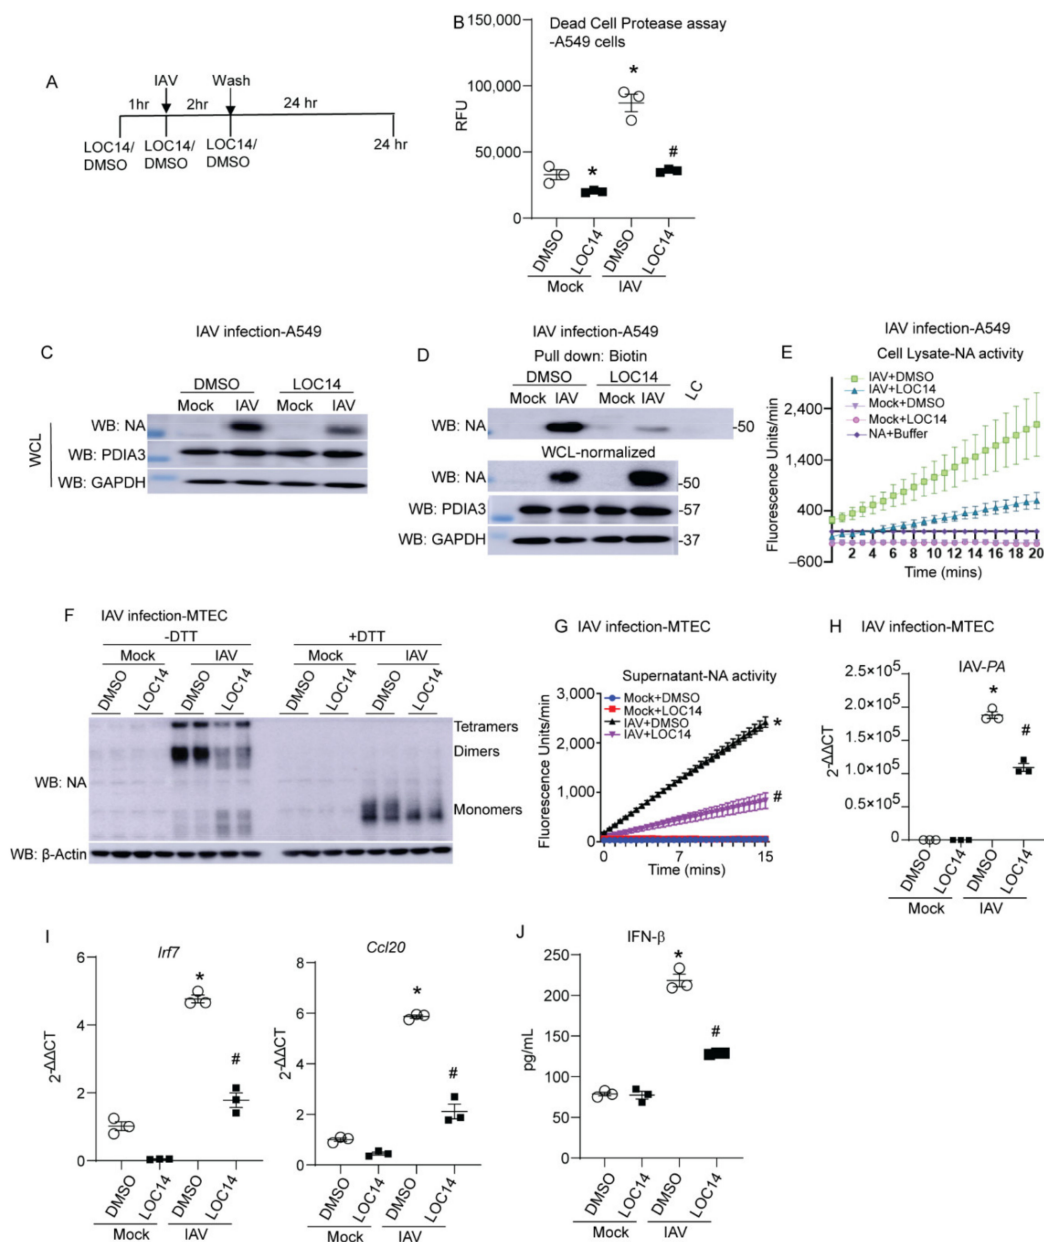 A
IAV Wash
1hr 2hr 24 hr
LOC14/ LOC14/ LOC14/ 24 hr
DMSO DMSO DMSO
B
Dead Cell Protease assay
-A549 cells
RFU
150,000
100,000
50,000
0
*
*
#
DMSO LOC14 DMSO LOC14
Mock IAV
C
IAV infection-A549
DMSO LOC14
Mock IAV Mock IAV
WCL
WB: NA
WB: PDIA3
WB: GAPDH
D
IAV infection-A549
Pull down: Biotin
DMSO LOC14 LC
Mock IAV Mock IAV
WB: NA -50
WCL-normalized
WB: NA -50
WB: PDIA3 -57
WB: GAPDH -37
E
IAV infection-A549
Cell Lysate-NA activity
IAV+DMSO
IAV+LOC14
Mock+DMSO
Mock+LOC14
NA+Buffer
Fluorescence Units/min
2,400
1,400
400
–600
2 4 6 8 10 12 14 16 18 20
Time (mins)
F
IAV infection-MTEC
-DTT +DTT
Mock IAV Mock IAV
DMSO LOC14 DMSO LOC14 DMSO LOC14 DMSO LOC14
WB: NA
Tetramers
Dimers
Monomers
WB: β-Actin
G IAV infection-MTEC
Supernatant-NA activity
Mock+DMSO
Mock+LOC14
IAV+DMSO
IAV+LOC14
*
#
Fluorescence Units/min
3,000
2,000
1,000
0
0 7 15
Time (mins)
H IAV infection-MTEC
IAV-PA
2-ΔΔCT
2.5×10⁵
2.0×10⁵
1.5×10⁵
1.0×10⁵
5.0×10⁴
0
*
#
DMSO LOC14 DMSO LOC14
Mock IAV
I
Irf7
2-ΔΔCT
6
4
2
0
*
#
DMSO LOC14 DMSO LOC14
Mock IAV
Ccl20
2-ΔΔCT
8
6
4
2
0
*
#
DMSO LOC14 DMSO LOC14
Mock IAV
J
IFN-β
pg/mL
250
200
150
100
50
0
*
#
DMSO LOC14 DMSO LOC14
Mock IAV